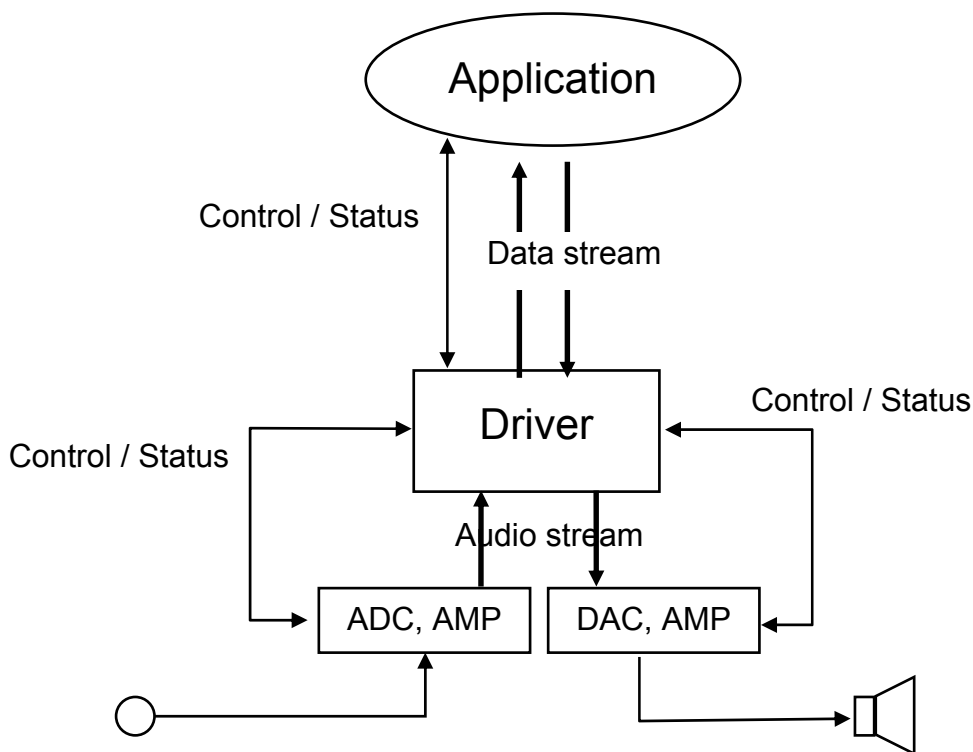 Application
Control / Status
Data stream
Driver
Control / Status
Control / Status
Audio stream
ADC, AMP
DAC, AMP